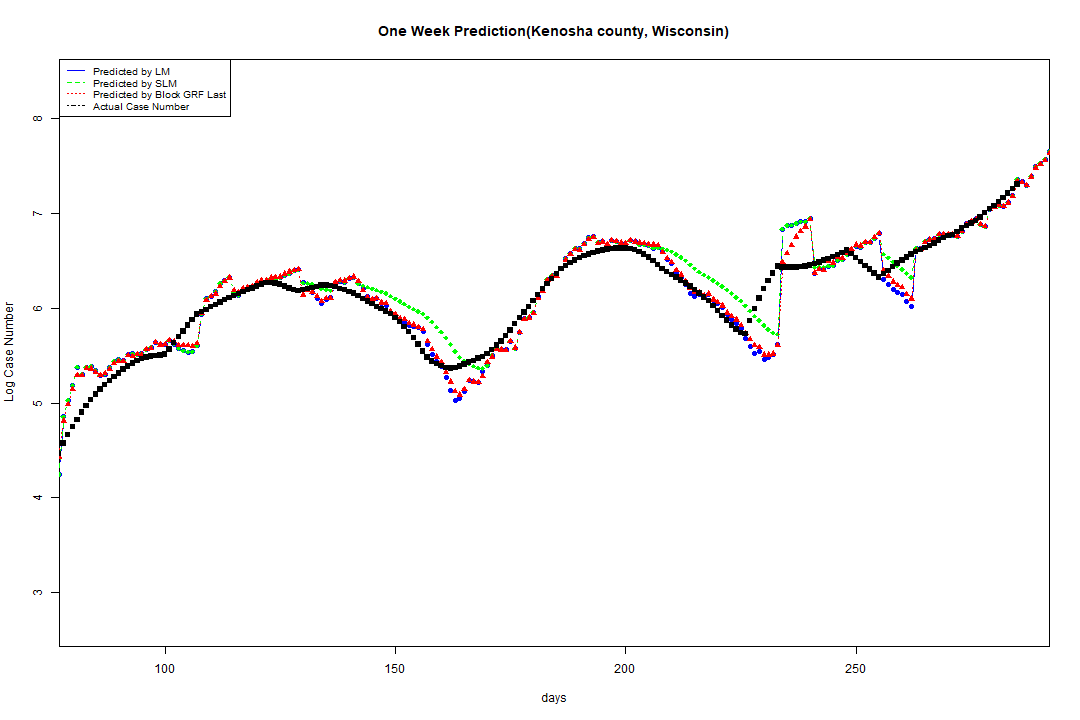 One Week Prediction(Kenosha county, Wisconsin)
Predicted by LM
Predicted by SLM
Predicted by Block GRF Last
Actual Case Number
8
7
6
5
4
3
Log Case Number
100 150 200 250
days